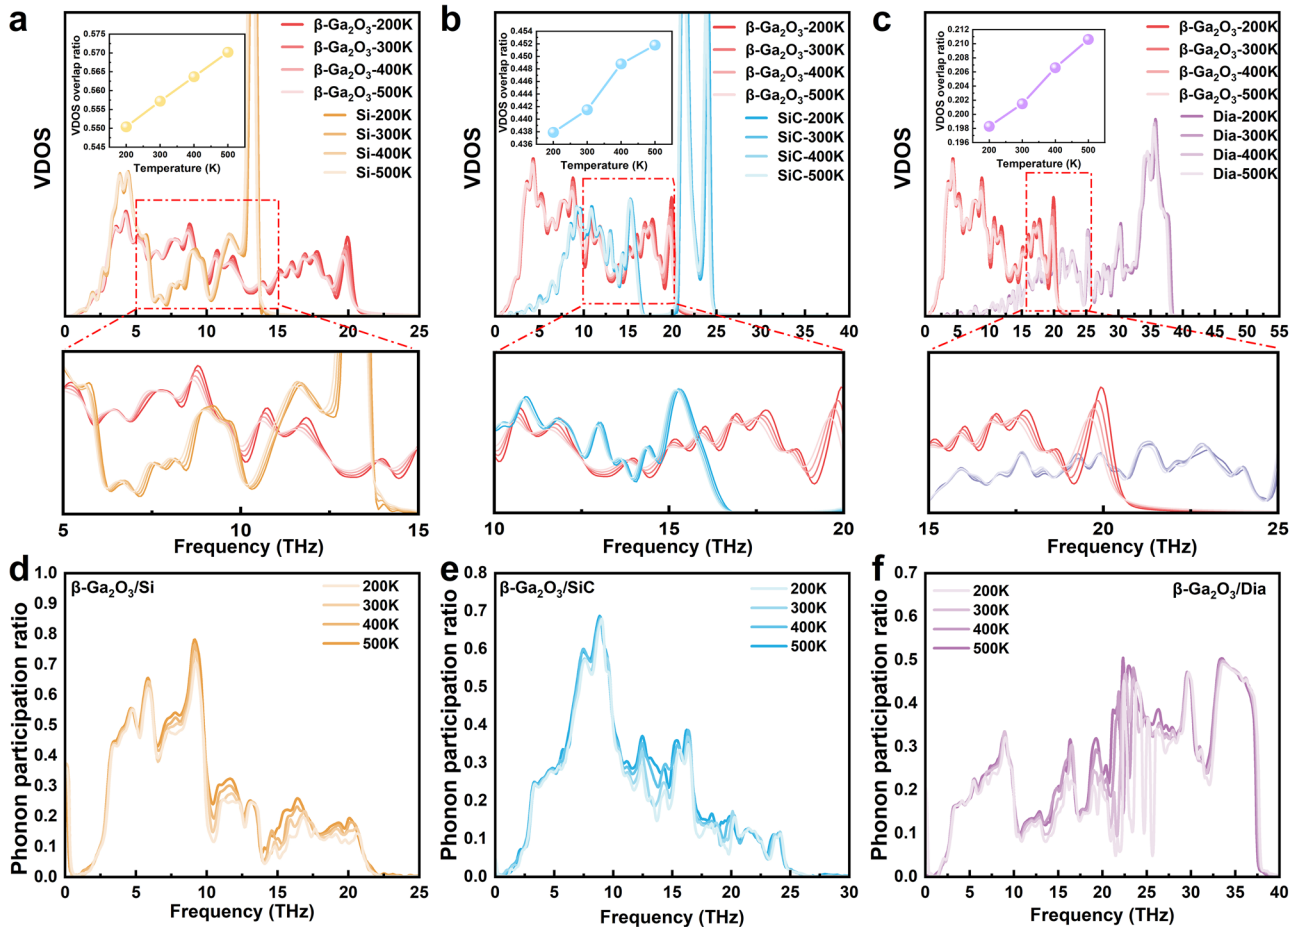 a
VDOS
β-Ga₂O₃-200K
β-Ga₂O₃-300K
β-Ga₂O₃-400K
β-Ga₂O₃-500K
Si-200K
Si-300K
Si-400K
Si-500K
VDOS overlap ratio
0.575
0.570
0.565
0.560
0.555
0.550
0.545
200 300 400 500
Temperature (K)
0 5 10 15 20 25
5 10 15
Frequency (THz)
b
VDOS
β-Ga₂O₃-200K
β-Ga₂O₃-300K
β-Ga₂O₃-400K
β-Ga₂O₃-500K
SiC-200K
SiC-300K
SiC-400K
SiC-500K
VDOS overlap ratio
0.454
0.452
0.450
0.448
0.446
0.444
0.442
0.440
0.438
0.436
200 300 400 500
Temperature (K)
0 5 10 15 20 25 30 35 40
10 12 14 16 18 20
Frequency (THz)
c
VDOS
β-Ga₂O₃-200K
β-Ga₂O₃-300K
β-Ga₂O₃-400K
β-Ga₂O₃-500K
Dia-200K
Dia-300K
Dia-400K
Dia-500K
VDOS overlap ratio
0.212
0.210
0.208
0.206
0.204
0.202
0.200
0.198
0.196
200 300 400 500
Temperature (K)
0 5 10 15 20 25 30 35 40 45 50 55
15 20 25
Frequency (THz)
d
Phonon participation ratio
1.0
0.9
0.8
0.7
0.6
0.5
0.4
0.3
0.2
0.1
0.0
β-Ga₂O₃/Si
200K
300K
400K
500K
0 5 10 15 20 25
Frequency (THz)
e
Phonon participation ratio
0.8
0.7
0.6
0.5
0.4
0.3
0.2
0.1
0.0
β-Ga₂O₃/SiC
200K
300K
400K
500K
0 5 10 15 20 25 30
Frequency (THz)
f
Phonon participation ratio
0.7
0.6
0.5
0.4
0.3
0.2
0.1
0.0
200K
300K
400K
500K
β-Ga₂O₃/Dia
0 5 10 15 20 25 30 35 40
Frequency (THz)